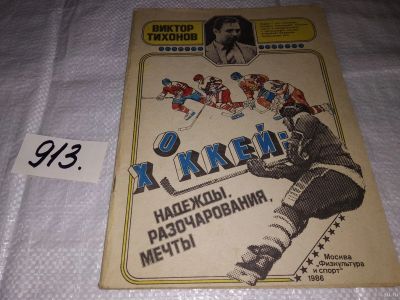 ВИКТОР
ТИХОНОВ
ХОККЕЙ:
НАДЕЖДЫ.
РАЗОЧАРОВАНИЯ,
МЕЧТЫ
Москва
"Физкультура
и спорт"
1986
913.